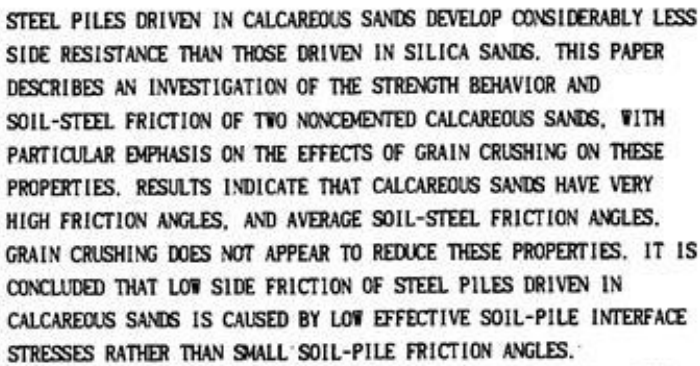 STEEL PILES DRIVEN IN CALCAREOUS SANDS DEVELOP CONSIDERABLY LESS
SIDE RESISTANCE THAN THOSE DRIVEN IN SILICA SANDS. THIS PAPER
DESCRIBES AN INVESTIGATION OF THE STRENGTH BEHAVIOR AND
SOIL-STEEL FRICTION OF TWO NONCEMENTED CALCAREOUS SANDS, WITH
PARTICULAR EMPHASIS ON THE EFFECTS OF GRAIN CRUSHING ON THESE
PROPERTIES. RESULTS INDICATE THAT CALCAREOUS SANDS HAVE VERY
HIGH FRICTION ANGLES, AND AVERAGE SOIL-STEEL FRICTION ANGLES.
GRAIN CRUSHING DOES NOT APPEAR TO REDUCE THESE PROPERTIES. IT IS
CONCLUDED THAT LOW SIDE FRICTION OF STEEL PILES DRIVEN IN
CALCAREOUS SANDS IS CAUSED BY LOW EFFECTIVE SOIL-PILE INTERFACE
STRESSES RATHER THAN SMALL SOIL-PILE FRICTION ANGLES.